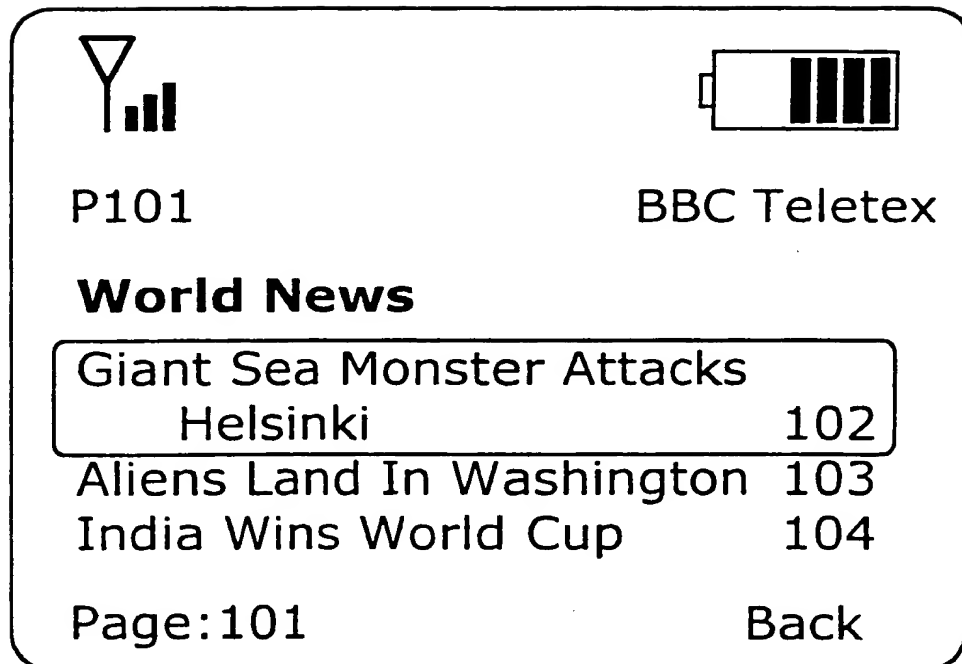 P101 BBC Teletex
World News
Giant Sea Monster Attacks
Helsinki 102
Aliens Land In Washington 103
India Wins World Cup 104
Page:101 Back